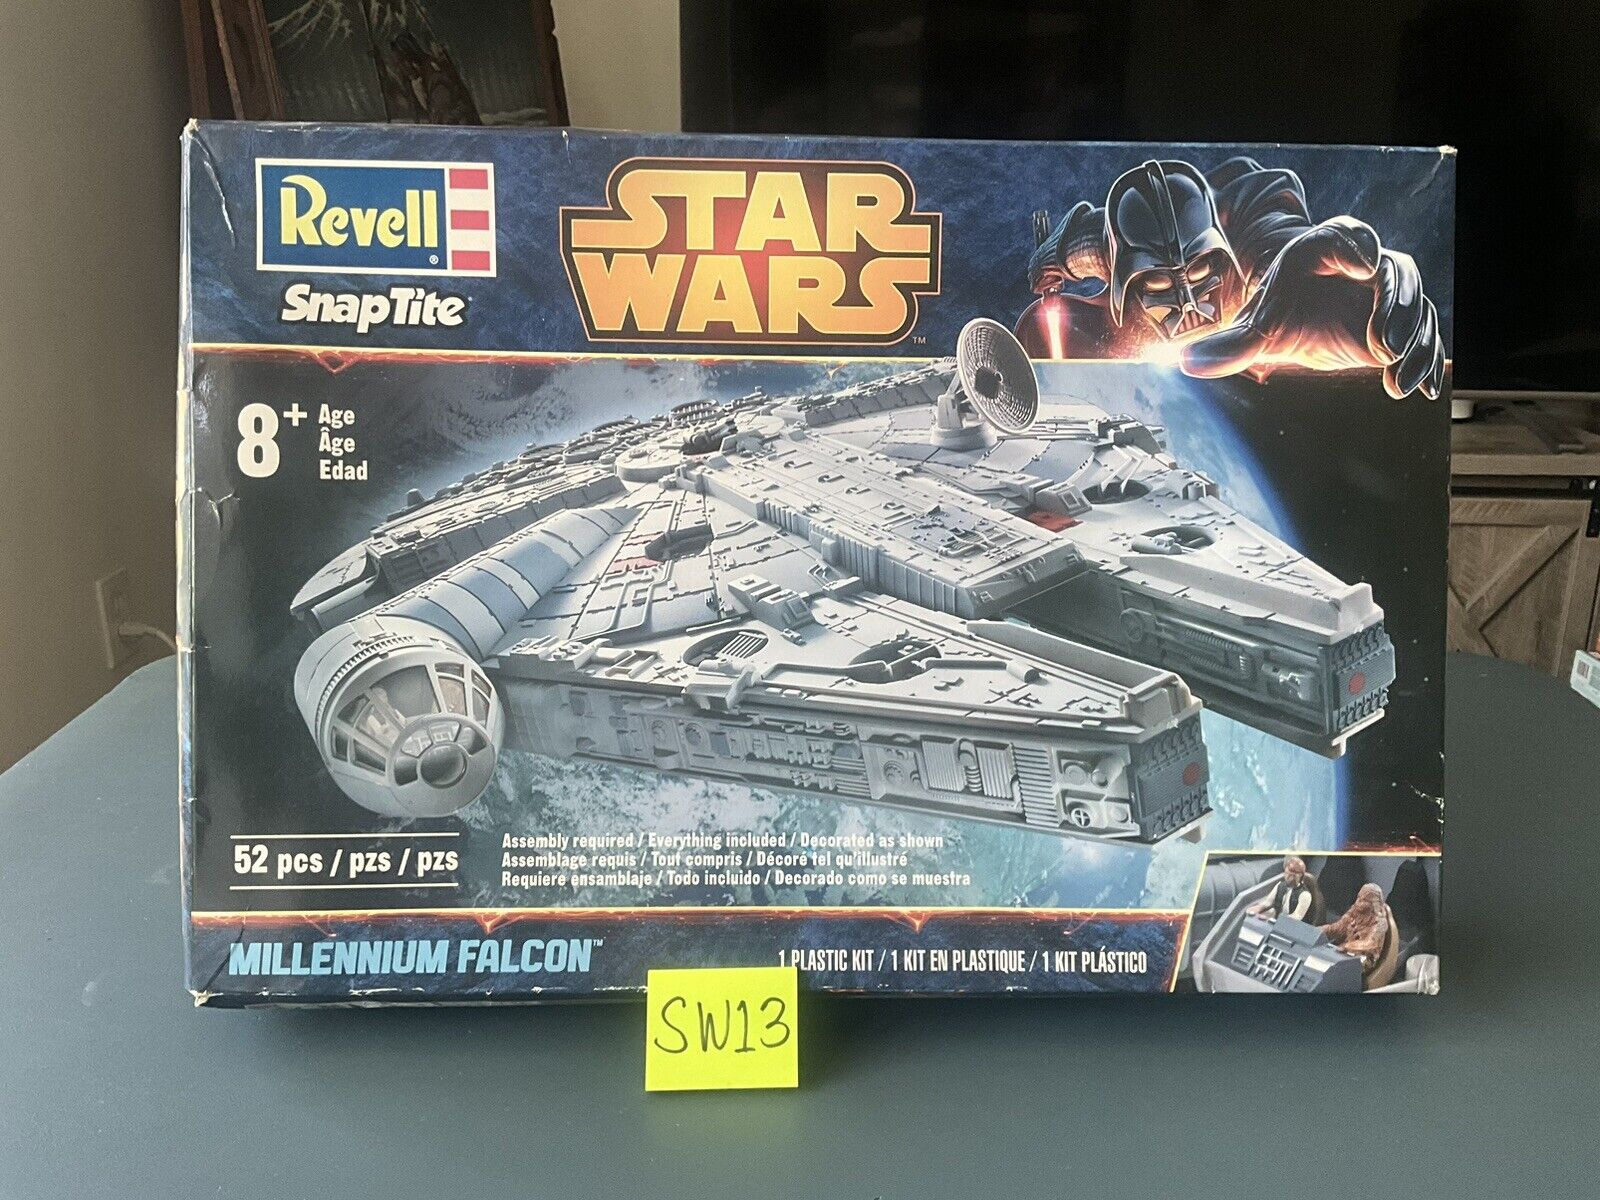 Revell®
SnapTite®
STAR
WARS™
8+ Age
Âge
Edad
52 pcs / pzs / pzs
Assembly required / Everything included / Decorated as shown
Assemblage requis / Tout compris / Décoré tel qu'illustré
Requiere ensamblaje / Todo incluido / Decorado como se muestra
MILLENNIUM FALCON™
1 PLASTIC KIT / 1 KIT EN PLASTIQUE / 1 KIT PLÁSTICO
SW13